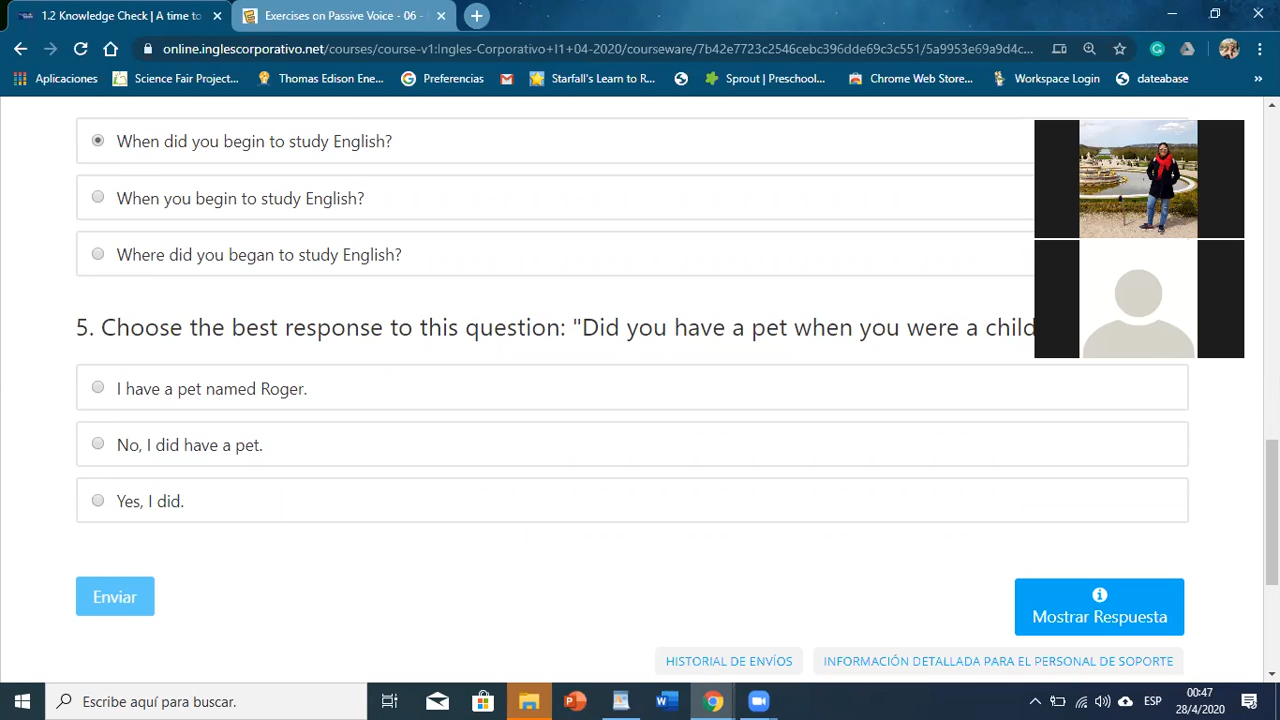 1.2 Knowledge Check | A time to
Exercises on Passive Voice - 06 -
online.inglescorporativo.net/courses/course-v1:Ingles-Corporativo+I1+04-2020/courseware/7b42e7723c2546cebc396dde69c3c551/5a9953e69a9d4c...
Aplicaciones
Science Fair Project...
Thomas Edison Ene...
Preferencias
Starfall's Learn to R...
Sprout | Preschool...
Chrome Web Store...
Workspace Login
dateabase
»
When did you begin to study English?
When you begin to study English?
Where did you began to study English?
5. Choose the best response to this question: "Did you have a pet when you were a child
I have a pet named Roger.
No, I did have a pet.
Yes, I did.
Enviar
Mostrar Respuesta
HISTORIAL DE ENVÍOS
INFORMACIÓN DETALLADA PARA EL PERSONAL DE SOPORTE
Escribe aquí para buscar.
ESP
00:47
28/4/2020